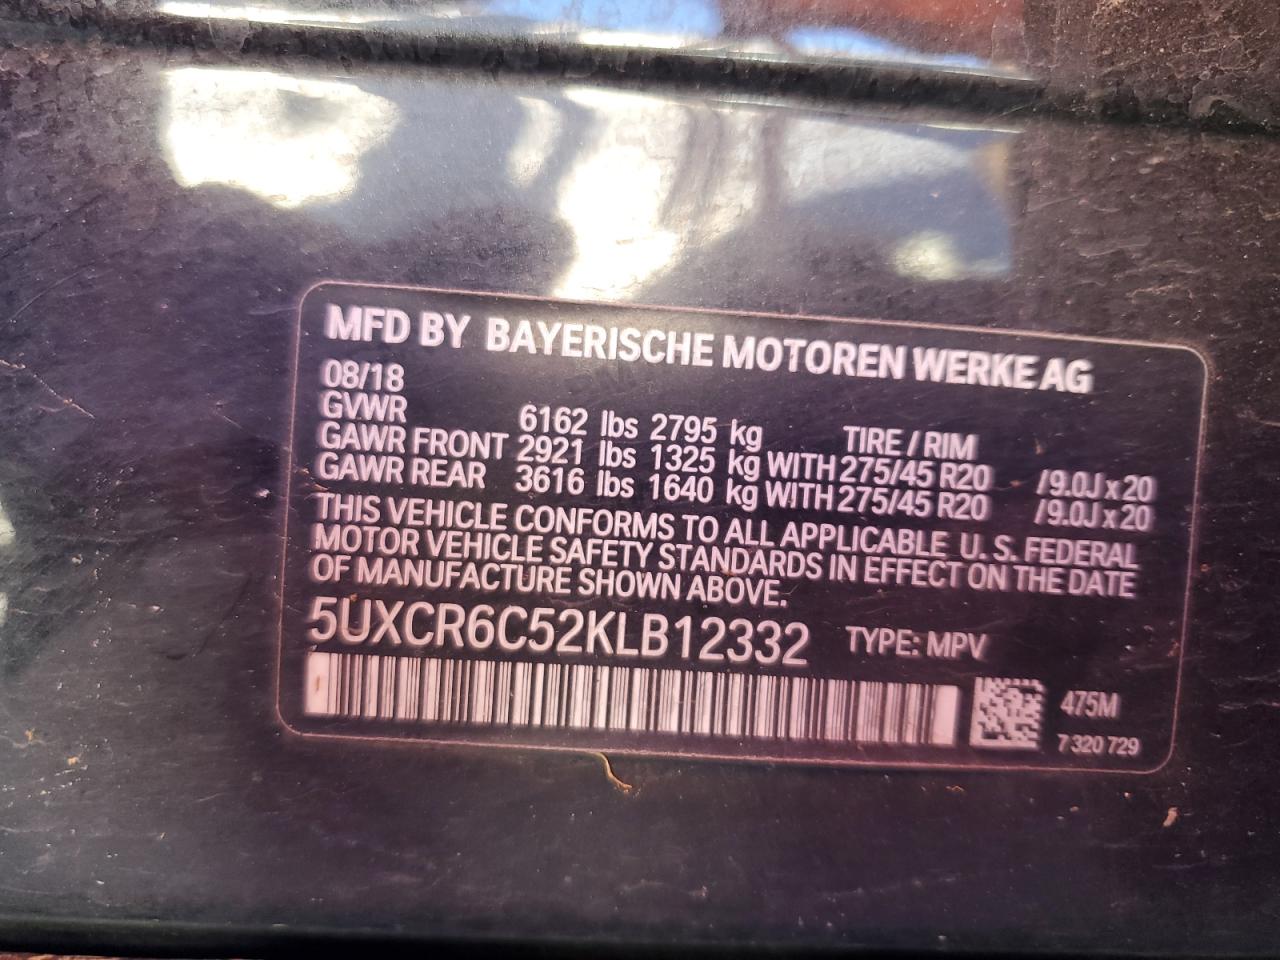 MFD BY BAYERISCHE MOTOREN WERKE AG
08/18
GVWR 6162 lbs 2795 kg TIRE / RIM
GAWR FRONT 2921 lbs 1325 kg WITH 275/45 R20 /9.0J x 20
GAWR REAR 3616 lbs 1640 kg WITH 275/45 R20 /9.0J x 20
THIS VEHICLE CONFORMS TO ALL APPLICABLE U. S. FEDERAL
MOTOR VEHICLE SAFETY STANDARDS IN EFFECT ON THE DATE
OF MANUFACTURE SHOWN ABOVE.
5UXCR6C52KLB12332 TYPE: MPV
475M
7 320 729